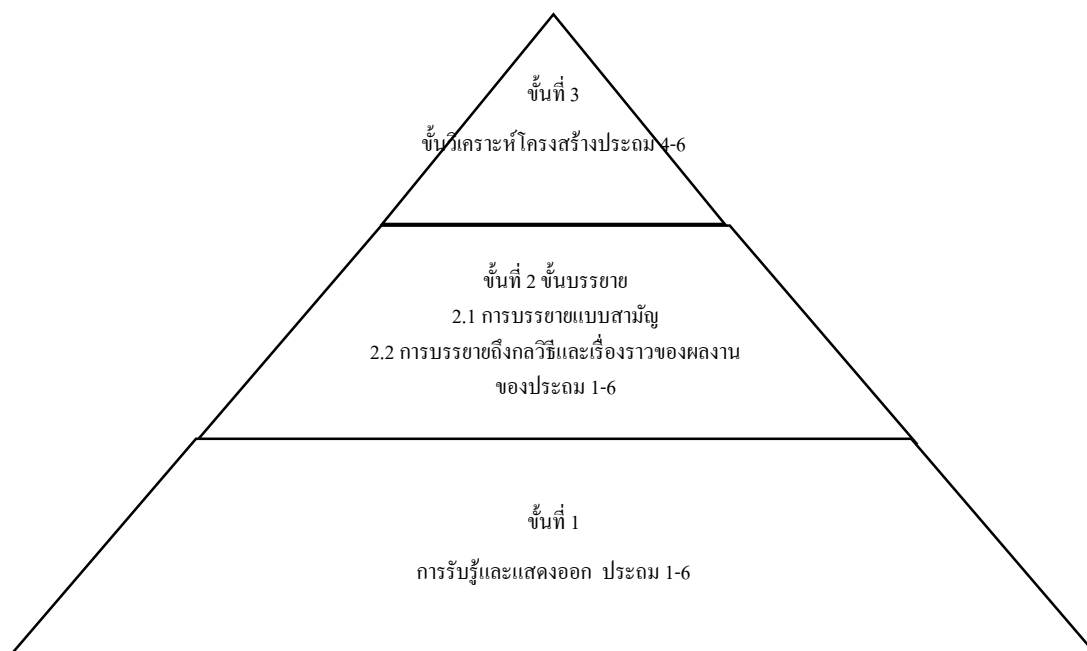 ขั้นที่ 3
ขั้นวิเคราะห์โครงสร้างประถม 4-6
ขั้นที่ 2 ขั้นบรรยาย
2.1 การบรรยายแบบสามัญ
2.2 การบรรยายถึงกลวิธีและเรื่องราวของผลงาน
ของประถม 1-6
ขั้นที่ 1
การรับรู้และแสดงออก ประถม 1-6